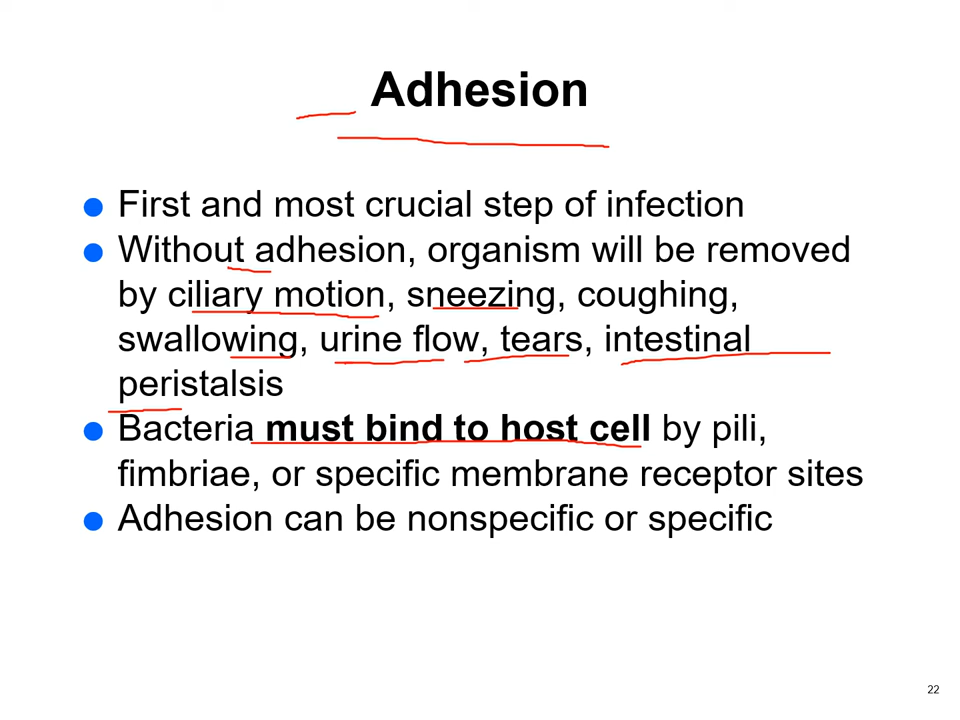 Adhesion
● First and most crucial step of infection
● Without adhesion, organism will be removed
by ciliary motion, sneezing, coughing,
swallowing, urine flow, tears, intestinal
peristalsis
● Bacteria must bind to host cell by pili,
fimbriae, or specific membrane receptor sites
● Adhesion can be nonspecific or specific
22